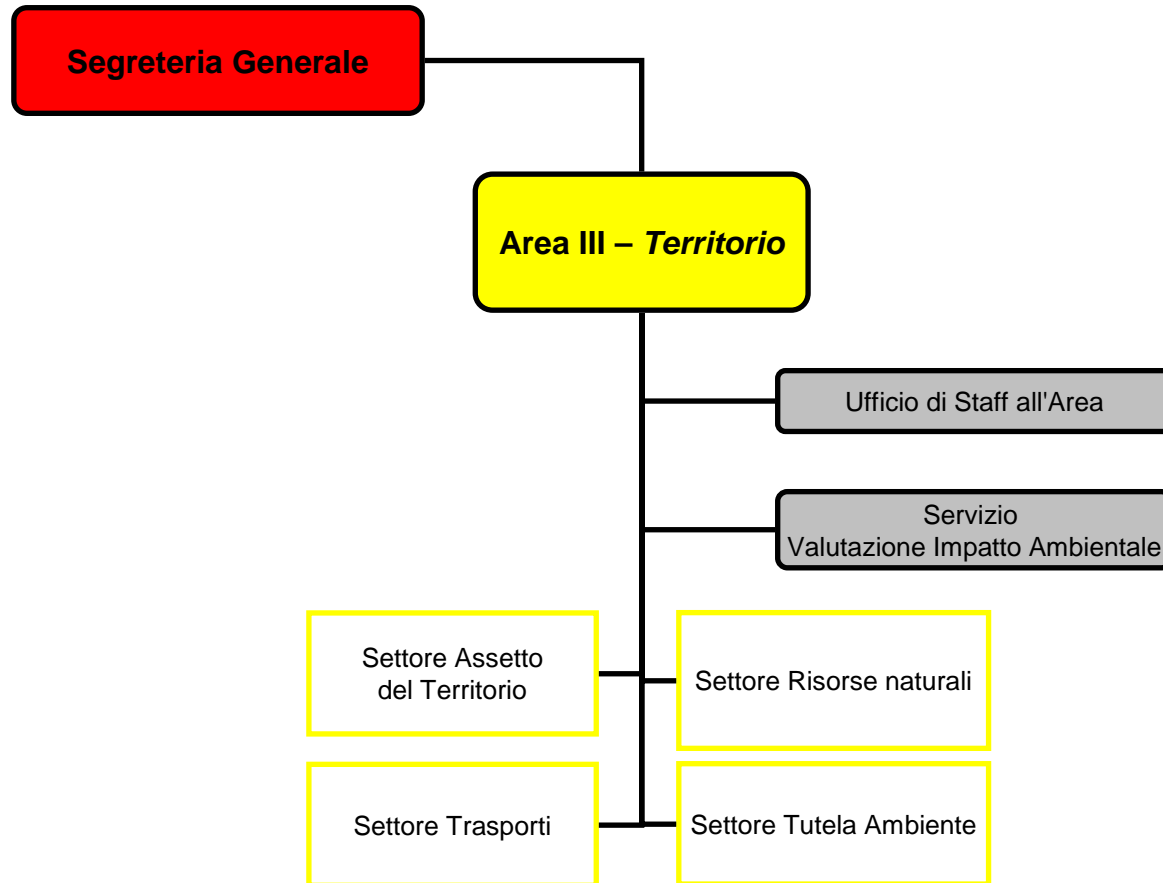 Segreteria Generale
Area III – Territorio
Ufficio di Staff all'Area
Servizio
Valutazione Impatto Ambientale
Settore Assetto
del Territorio
Settore Risorse naturali
Settore Trasporti
Settore Tutela Ambiente